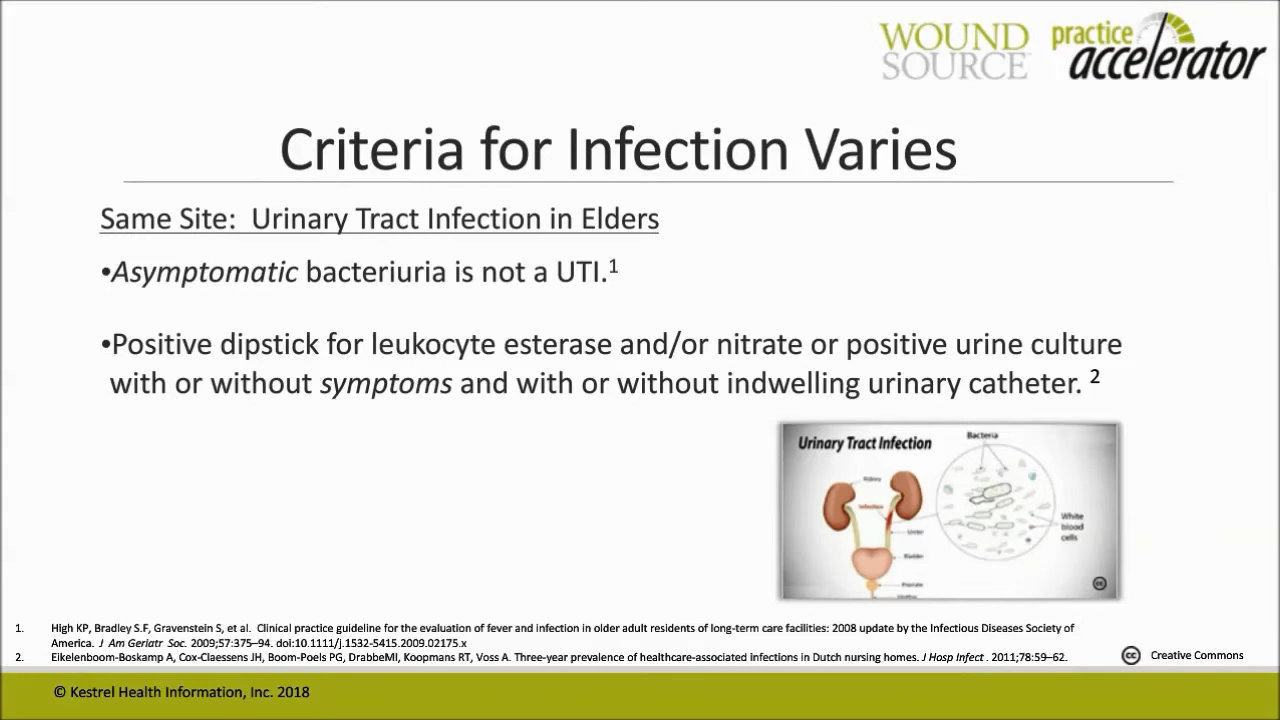 WOUND
SOURCE
practice
accelerator
Criteria for Infection Varies
Same Site: Urinary Tract Infection in Elders
•Asymptomatic bacteriuria is not a UTI.1
•Positive dipstick for leukocyte esterase and/or nitrate or positive urine culture
with or without symptoms and with or without indwelling urinary catheter. 2
Urinary Tract Infection
Bacteria
Kidney
Infection
White
blood
cells
Ureter
Bladder
Prostate
1. High KP, Bradley S.F, Gravenstein S, et al. Clinical practice guideline for the evaluation of fever and infection in older adult residents of long-term care facilities: 2008 update by the Infectious Diseases Society of
America. J Am Geriatr Soc. 2009;57:375–94. doi:10.1111/j.1532-5415.2009.02175.x
2. Eikelenboom-Boskamp A, Cox-Claessens JH, Boom-Poels PG, DrabbeMI, Koopmans RT, Voss A. Three-year prevalence of healthcare-associated infections in Dutch nursing homes. J Hosp Infect . 2011;78:59–62.
cc Creative Commons
© Kestrel Health Information, Inc. 2018